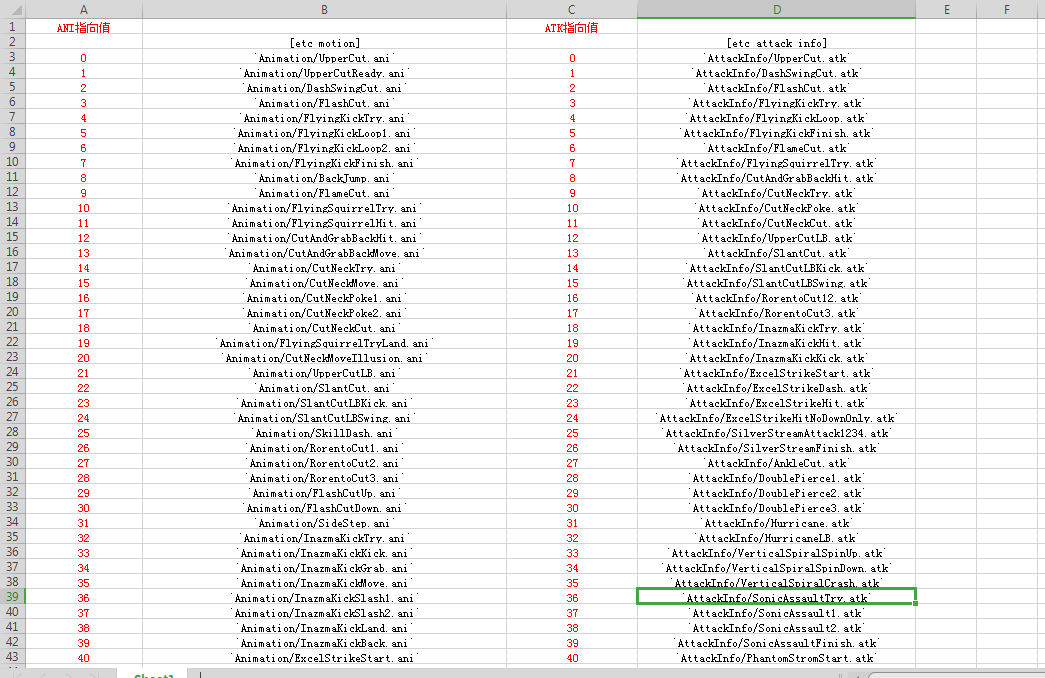 A B C D E F
1 ANI指向值 ATK指向值
2 [etc motion] [etc attack info]
3 0 `Animation/UpperCut.ani` 0 `AttackInfo/UpperCut.atk`
4 1 `Animation/UpperCutReady.ani` 1 `AttackInfo/DashSwingCut.atk`
5 2 `Animation/DashSwingCut.ani` 2 `AttackInfo/FlashCut.atk`
6 3 `Animation/FlashCut.ani` 3 `AttackInfo/FlyingKickTry.atk`
7 4 `Animation/FlyingKickTry.ani` 4 `AttackInfo/FlyingKickLoop.atk`
8 5 `Animation/FlyingKickLoop1.ani` 5 `AttackInfo/FlyingKickFinish.atk`
9 6 `Animation/FlyingKickLoop2.ani` 6 `AttackInfo/FlameCut.atk`
10 7 `Animation/FlyingKickFinish.ani` 7 `AttackInfo/FlyingSquirrelTry.atk`
11 8 `Animation/BackJump.ani` 8 `AttackInfo/CutAndGrabBackHit.atk`
12 9 `Animation/FlameCut.ani` 9 `AttackInfo/CutNeckTry.atk`
13 10 `Animation/FlyingSquirrelTry.ani` 10 `AttackInfo/CutNeckPoke.atk`
14 11 `Animation/FlyingSquirrelHit.ani` 11 `AttackInfo/CutNeckCut.atk`
15 12 `Animation/CutAndGrabBackHit.ani` 12 `AttackInfo/UpperCutLB.atk`
16 13 `Animation/CutAndGrabBackMove.ani` 13 `AttackInfo/SlantCut.atk`
17 14 `Animation/CutNeckTry.ani` 14 `AttackInfo/SlantCutLBKick.atk`
18 15 `Animation/CutNeckMove.ani` 15 `AttackInfo/SlantCutLBSwing.atk`
19 16 `Animation/CutNeckPoke1.ani` 16 `AttackInfo/RorentoCut12.atk`
20 17 `Animation/CutNeckPoke2.ani` 17 `AttackInfo/RorentoCut3.atk`
21 18 `Animation/CutNeckCut.ani` 18 `AttackInfo/InazmaKickTry.atk`
22 19 `Animation/FlyingSquirrelTryLand.ani` 19 `AttackInfo/InazmaKickHit.atk`
23 20 `Animation/CutNeckMoveIllusion.ani` 20 `AttackInfo/InazmaKickKick.atk`
24 21 `Animation/UpperCutLB.ani` 21 `AttackInfo/ExcelStrikeStart.atk`
25 22 `Animation/SlantCut.ani` 22 `AttackInfo/ExcelStrikeDash.atk`
26 23 `Animation/SlantCutLBKick.ani` 23 `AttackInfo/ExcelStrikeHit.atk`
27 24 `Animation/SlantCutLBSwing.ani` 24 `AttackInfo/ExcelStrikeHitNoDownOnly.atk`
28 25 `Animation/SkillDash.ani` 25 `AttackInfo/SilverStreamAttack1234.atk`
29 26 `Animation/RorentoCut1.ani` 26 `AttackInfo/SilverStreamFinish.atk`
30 27 `Animation/RorentoCut2.ani` 27 `AttackInfo/AnkleCut.atk`
31 28 `Animation/RorentoCut3.ani` 28 `AttackInfo/DoublePierce1.atk`
32 29 `Animation/FlashCutUp.ani` 29 `AttackInfo/DoublePierce2.atk`
33 30 `Animation/FlashCutDown.ani` 30 `AttackInfo/DoublePierce3.atk`
34 31 `Animation/SideStep.ani` 31 `AttackInfo/Hurricane.atk`
35 32 `Animation/InazmaKickTry.ani` 32 `AttackInfo/HurricaneLB.atk`
36 33 `Animation/InazmaKickKick.ani` 33 `AttackInfo/VerticalSpiralSpinUp.atk`
37 34 `Animation/InazmaKickGrab.ani` 34 `AttackInfo/VerticalSpiralSpinDown.atk`
38 35 `Animation/InazmaKickMove.ani` 35 `AttackInfo/VerticalSpiralCrash.atk`
39 36 `Animation/InazmaKickSlash1.ani` 36 `AttackInfo/SonicAssaultTry.atk`
40 37 `Animation/InazmaKickSlash2.ani` 37 `AttackInfo/SonicAssault1.atk`
41 38 `Animation/InazmaKickLand.ani` 38 `AttackInfo/SonicAssault2.atk`
42 39 `Animation/InazmaKickBack.ani` 39 `AttackInfo/SonicAssaultFinish.atk`
43 40 `Animation/ExcelStrikeStart.ani` 40 `AttackInfo/PhantomStromStart.atk`
Sheet1